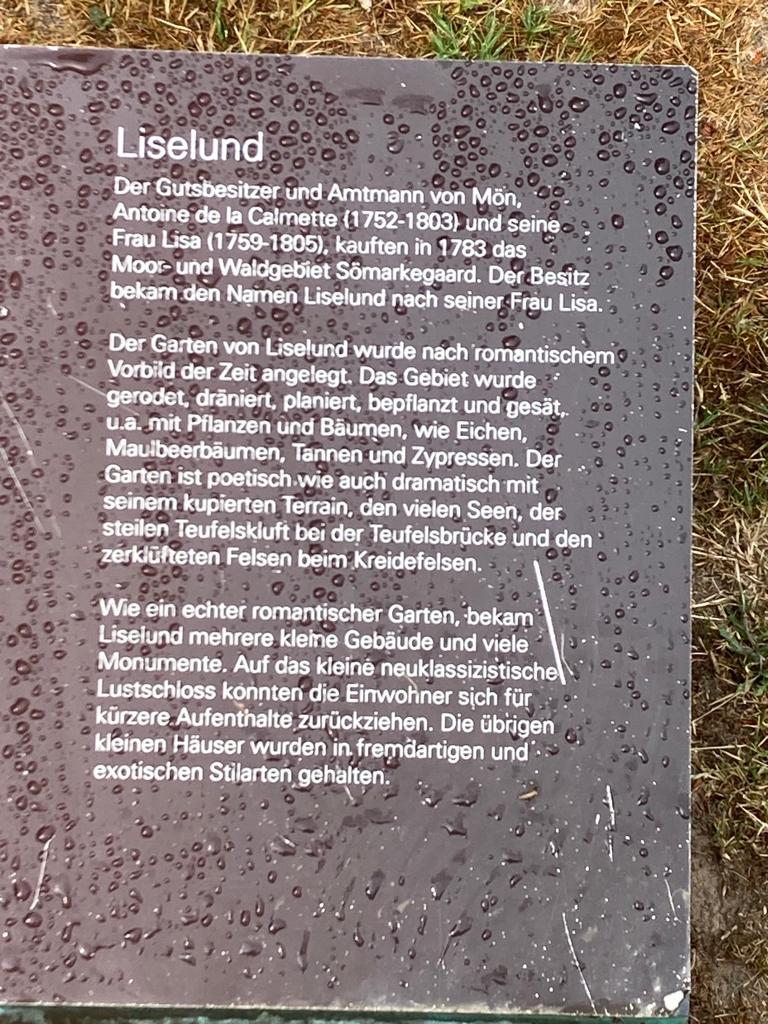 Liselund
Der Gutsbesitzer und Amtmann von Mön,
Antoine de la Calmette (1752-1803) und seine
Frau Lisa (1759-1805), kauften in 1783 das
Moor- und Waldgebiet Sömarkegaard. Der Besitz
bekam den Namen Liselund nach seiner Frau Lisa.
Der Garten von Liselund wurde nach romantischem
Vorbild der Zeit angelegt. Das Gebiet wurde
gerodet, dräniert, planiert, bepflanzt und gesät,
u.a. mit Pflanzen und Bäumen, wie Eichen,
Maulbeerbäumen, Tannen und Zypressen. Der
Garten ist poetisch wie auch dramatisch mit
seinem kupierten Terrain, den vielen Seen, der
steilen Teufelskluft bei der Teufelsbrücke und den
zerklüfteten Felsen beim Kreidefelsen.
Wie ein echter romantischer Garten, bekam
Liselund mehrere kleine Gebäude und viele
Monumente. Auf das kleine neuklassizistische
Lustschloss konnten die Einwohner sich für
kürzere Aufenthalte zurückziehen. Die übrigen
kleinen Häuser wurden in fremdartigen und
exotischen Stilarten gehalten.